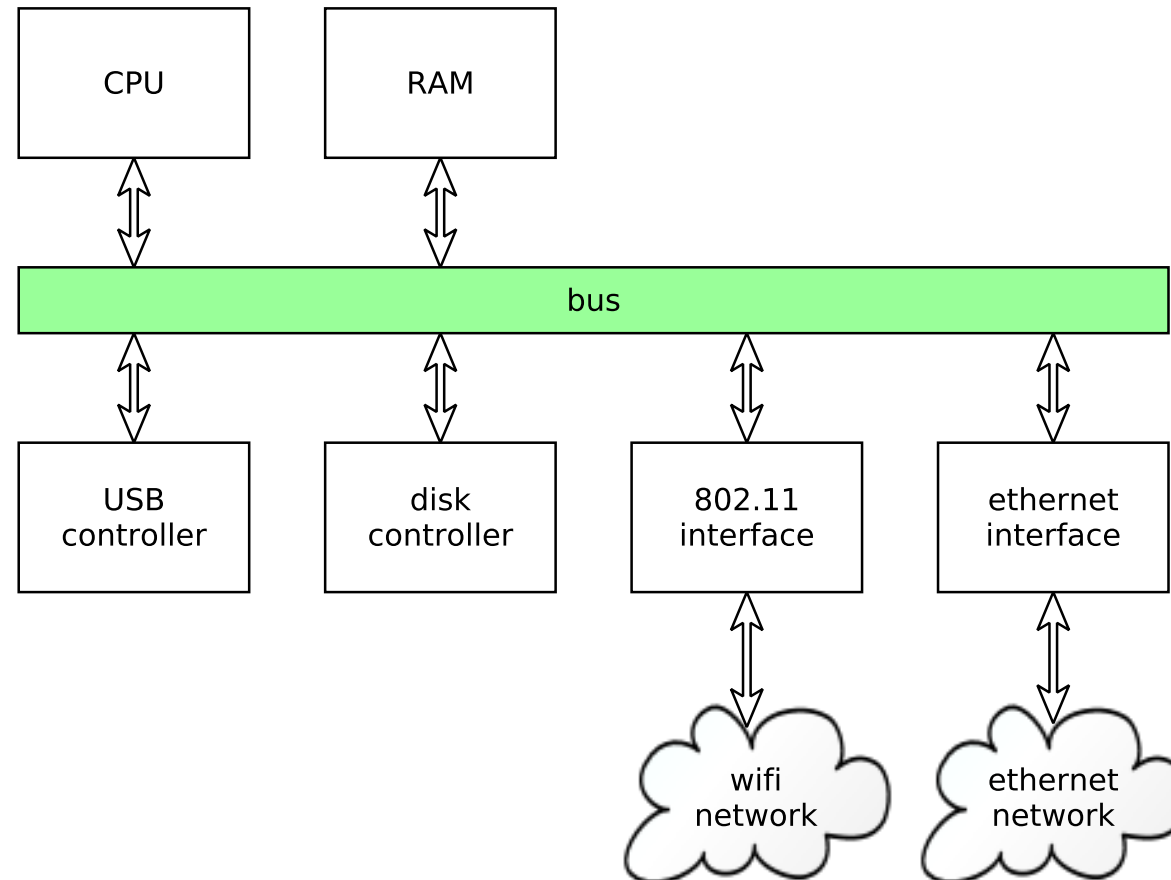 CPU
RAM
bus
USB
controller
disk
controller
802.11
interface
ethernet
interface
wifi
network
ethernet
network